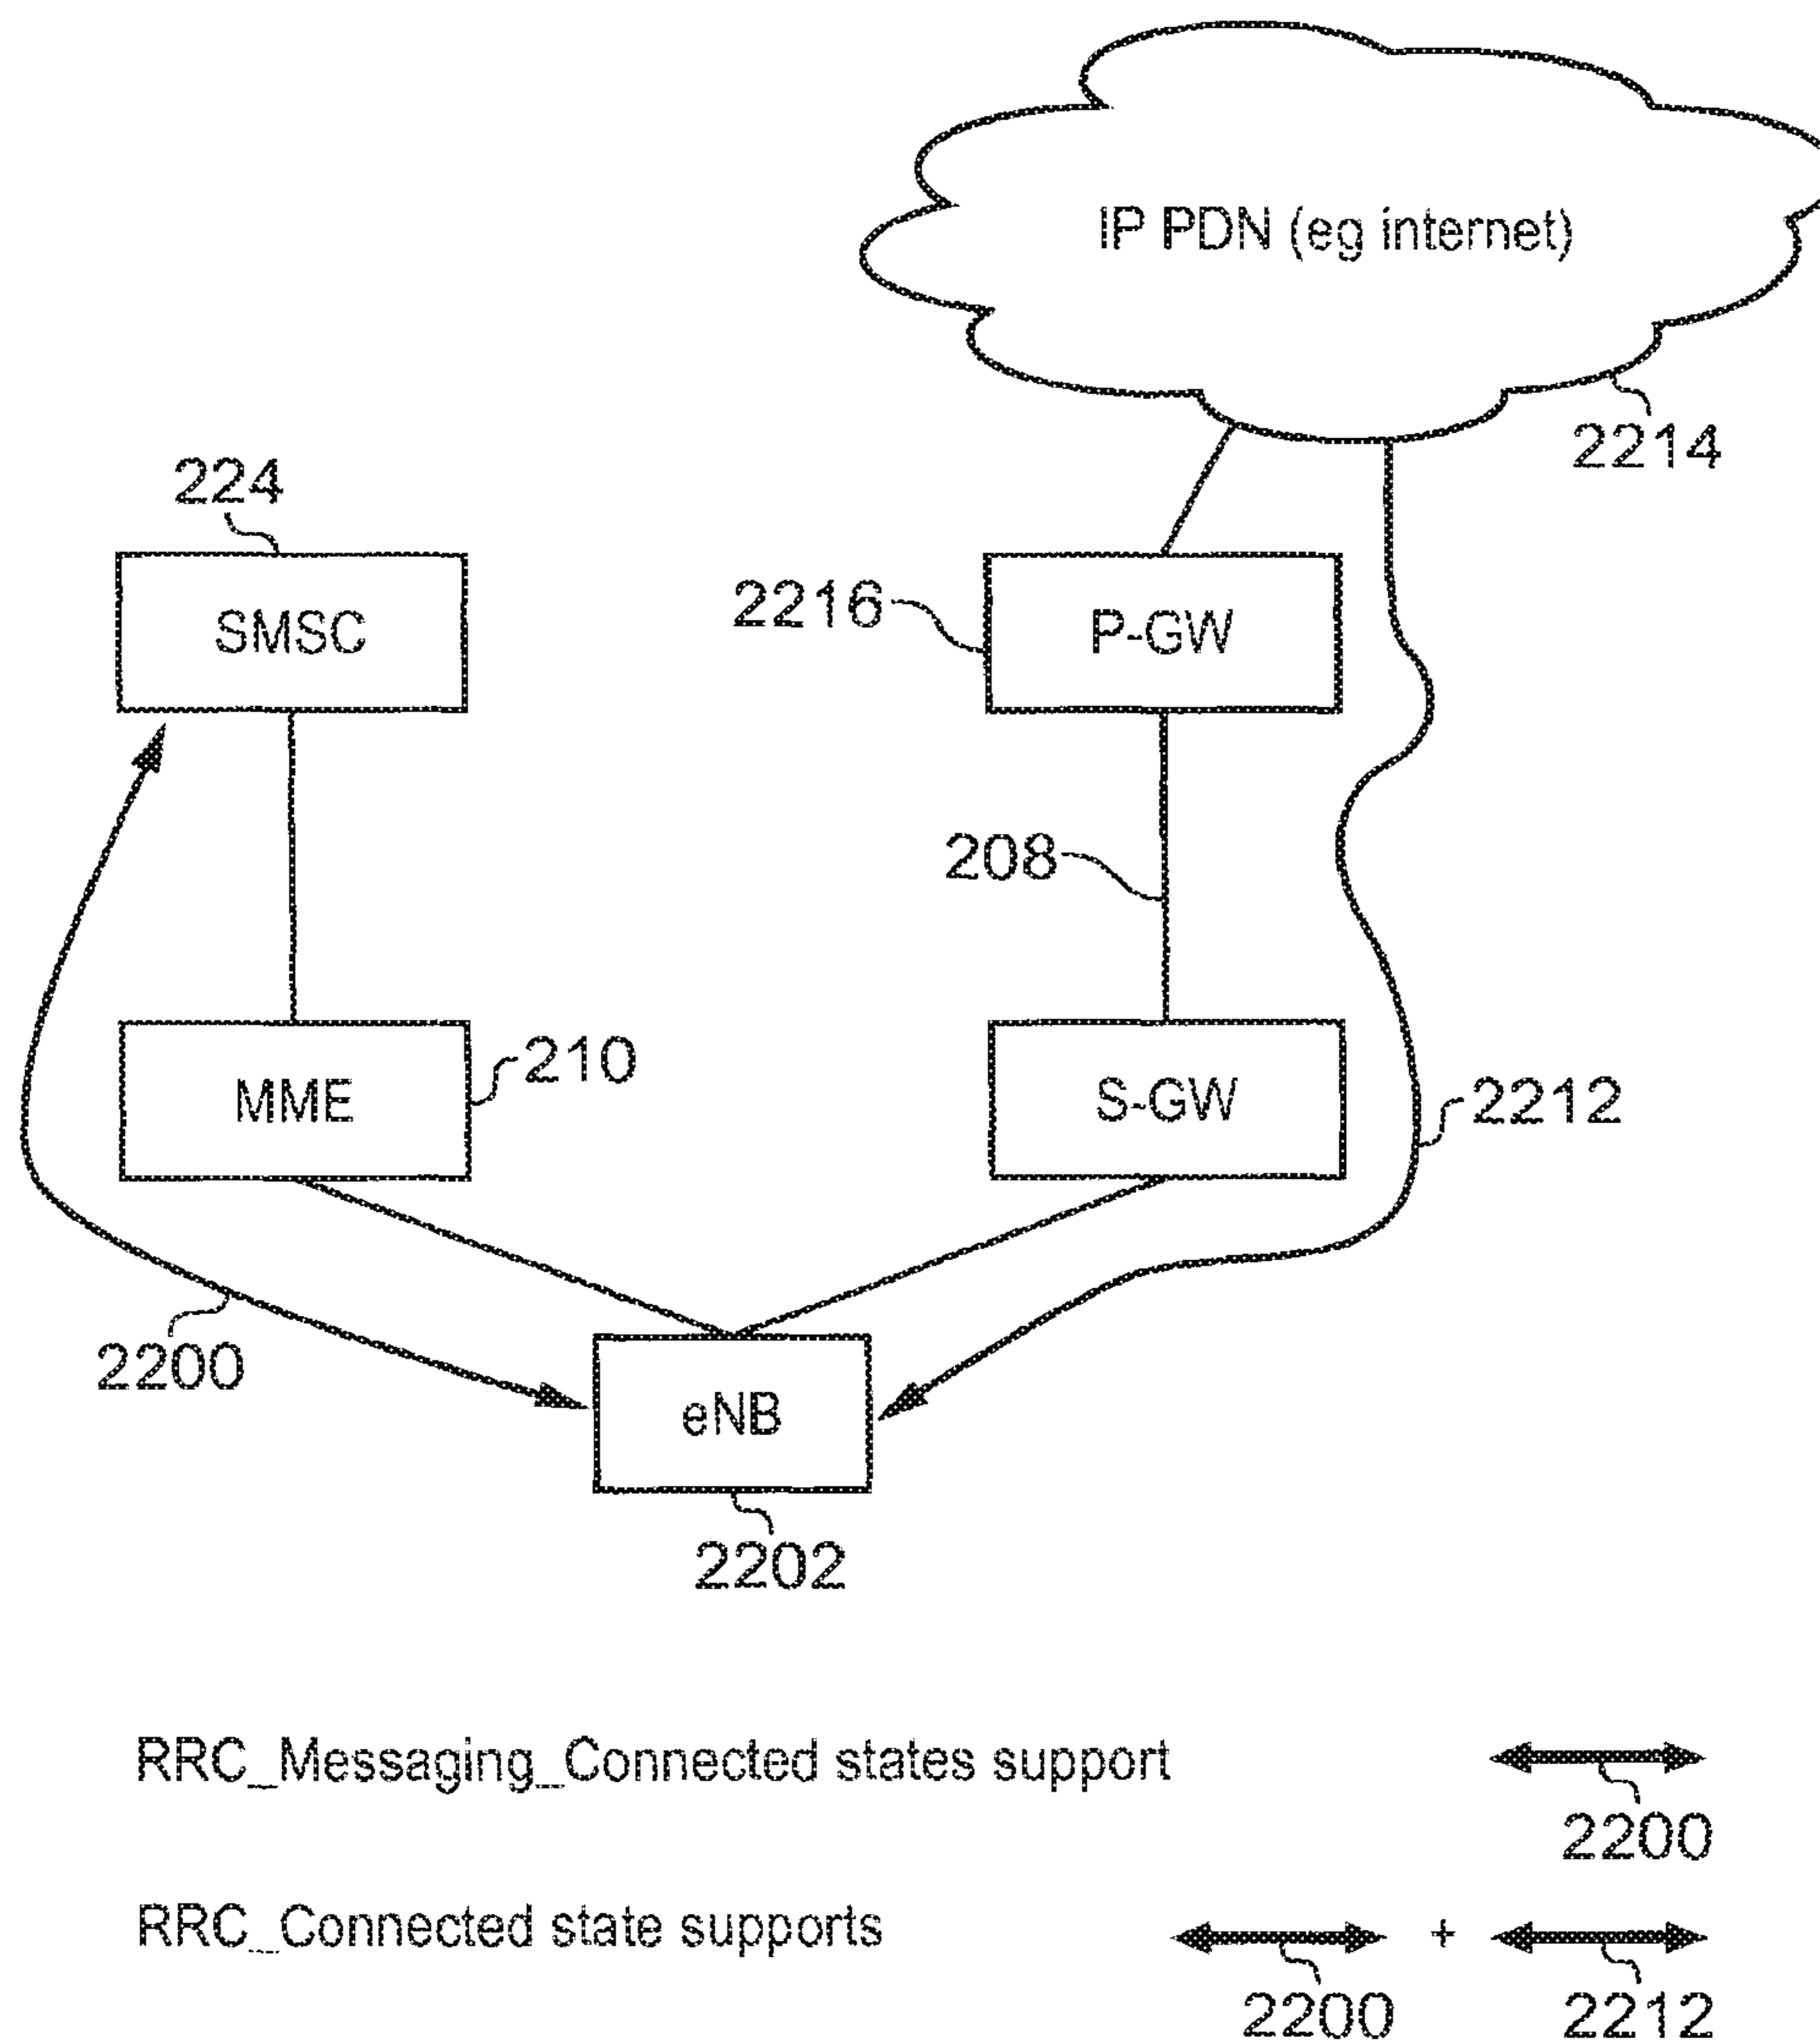 IP PDN (eg internet)
2214
224
SMSC
2216
P-GW
208
MME
210
S-GW
2212
2200
eNB
2202
RRC_Messaging_Connected states support
2200
RRC_Connected state supports
+
2200
2212